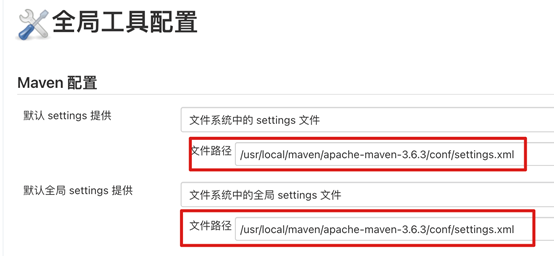 全局工具配置
Maven 配置
默认 settings 提供
文件系统中的 settings 文件
文件路径 /usr/local/maven/apache-maven-3.6.3/conf/settings.xml
默认全局 settings 提供
文件系统中的全局 settings 文件
文件路径 /usr/local/maven/apache-maven-3.6.3/conf/settings.xml